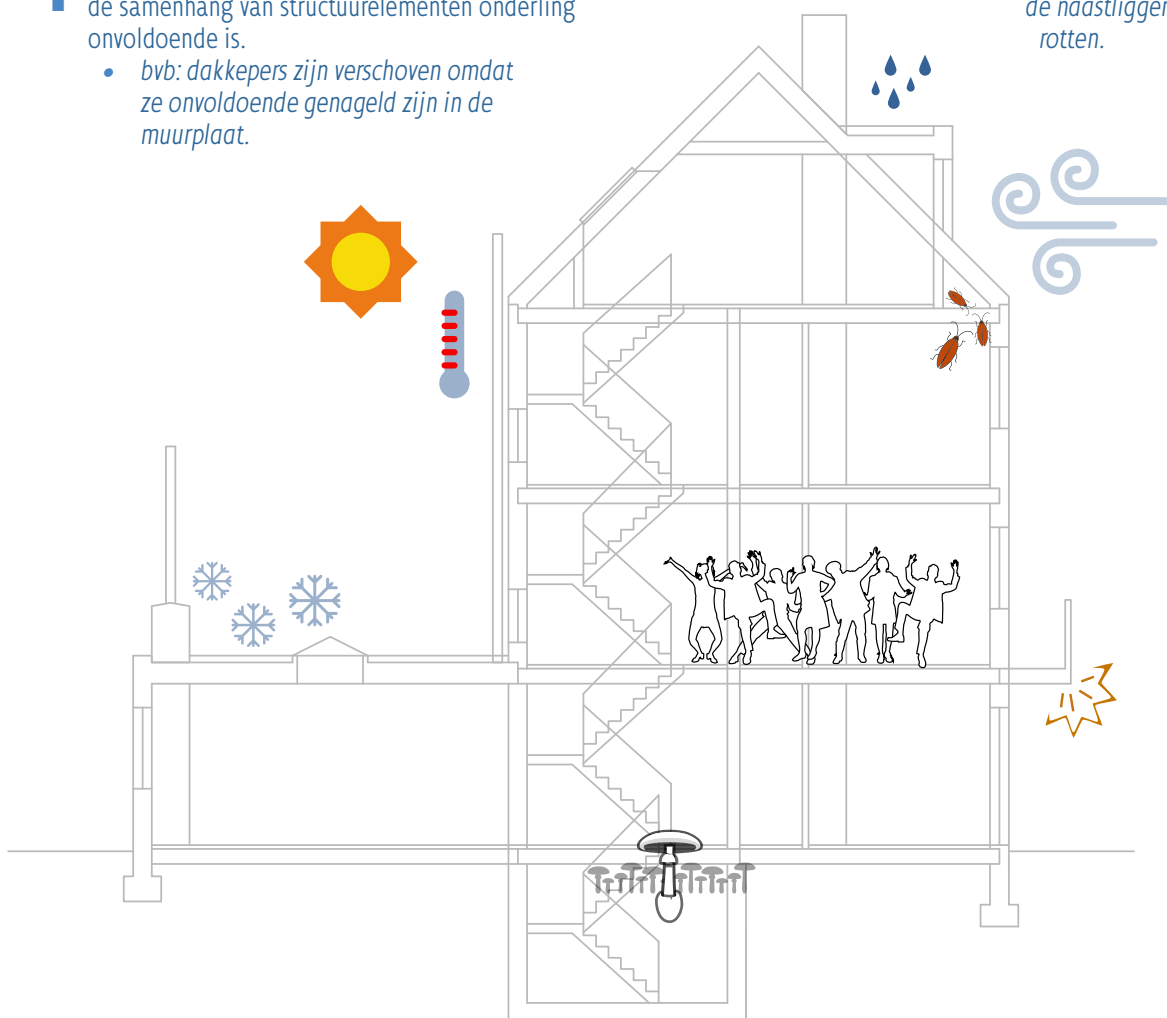 de samenhang van structuurelementen onderling
onvoldoende is.
bvb: dakkepers zijn verschoven omdat
ze onvoldoende genageld zijn in de
muurplaat.
de naastliggen
rotten.